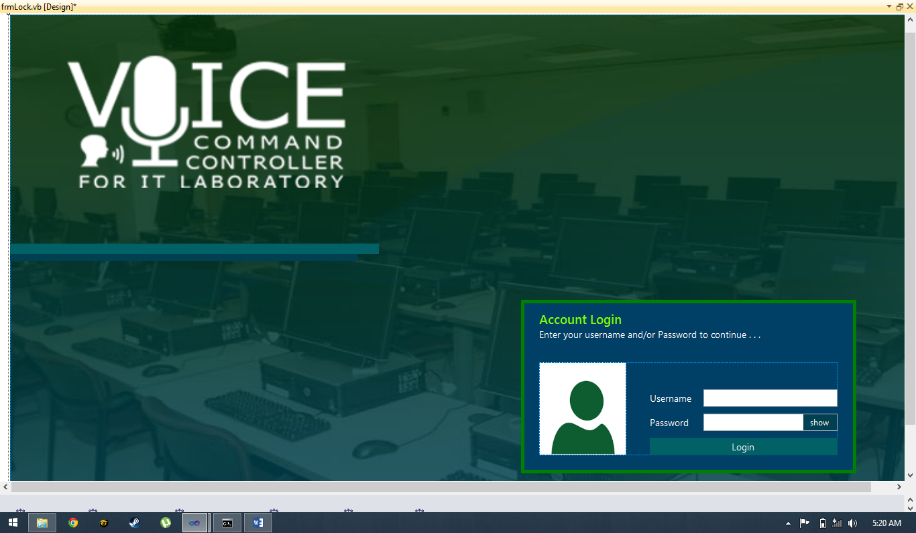 frmLock.vb [Design]*
VOICE
COMMAND
CONTROLLER
FOR IT LABORATORY
Account Login
Enter your username and/or Password to continue . . .
Username
Password
show
Login
5:20 AM